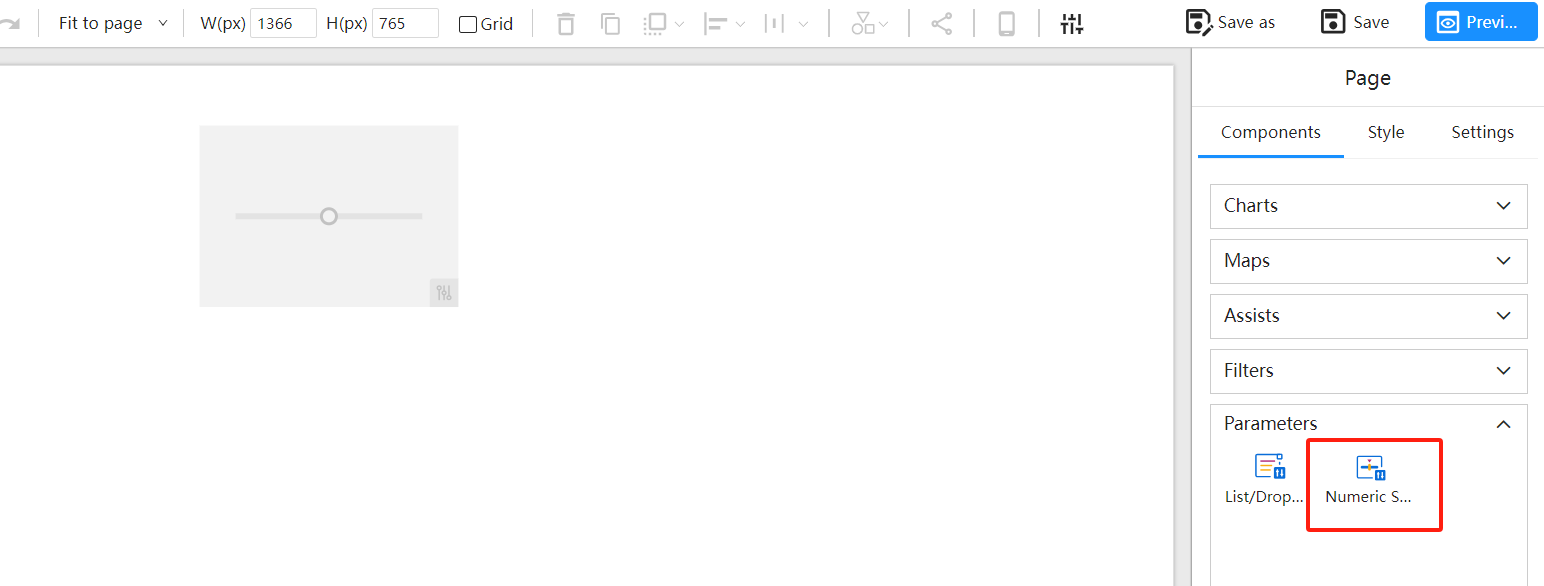 Fit to page W(px) 1366 H(px) 765 Grid Save as Save Previ...
Page
Components Style Settings
Charts
Maps
Assists
Filters
Parameters
List/Drop... Numeric S...